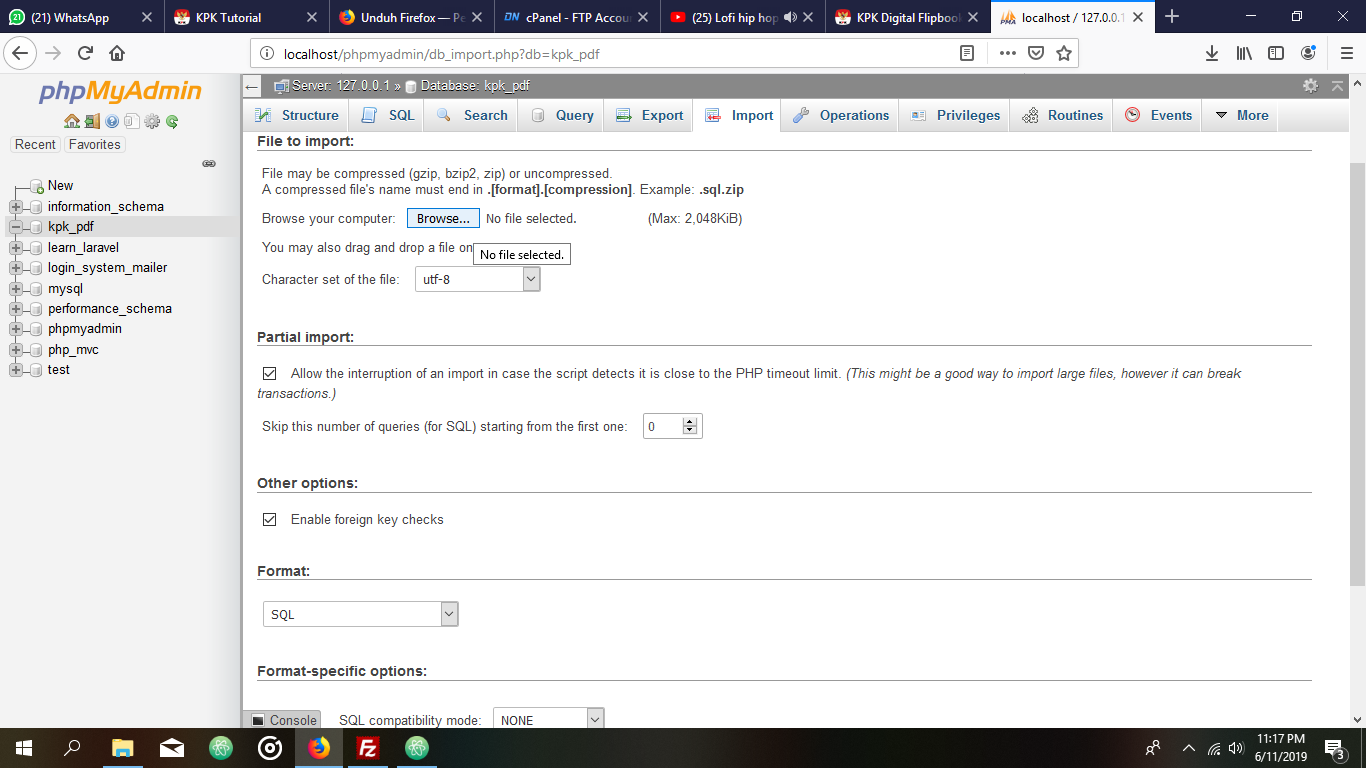 (21) WhatsApp
KPK Tutorial
Unduh Firefox — Pe
cPanel - FTP Accou
(25) Lofi hip hop
KPK Digital Flipbook
localhost / 127.0.0.1
localhost/phpmyadmin/db_import.php?db=kpk_pdf
phpMyAdmin
Recent Favorites
New
information_schema
kpk_pdf
learn_laravel
login_system_mailer
mysql
performance_schema
phpmyadmin
php_mvc
test
Server: 127.0.0.1 » Database: kpk_pdf
Structure SQL Search Query Export Import Operations Privileges Routines Events More
File to import:
File may be compressed (gzip, bzip2, zip) or uncompressed.
A compressed file's name must end in .[format].[compression]. Example: .sql.zip
Browse your computer: Browse... No file selected. (Max: 2,048KiB)
You may also drag and drop a file on
No file selected.
Character set of the file: utf-8
Partial import:
Allow the interruption of an import in case the script detects it is close to the PHP timeout limit. (This might be a good way to import large files, however it can break
transactions.)
Skip this number of queries (for SQL) starting from the first one: 0
Other options:
Enable foreign key checks
Format:
SQL
Format-specific options:
Console SQL compatibility mode: NONE
11:17 PM
6/11/2019
3